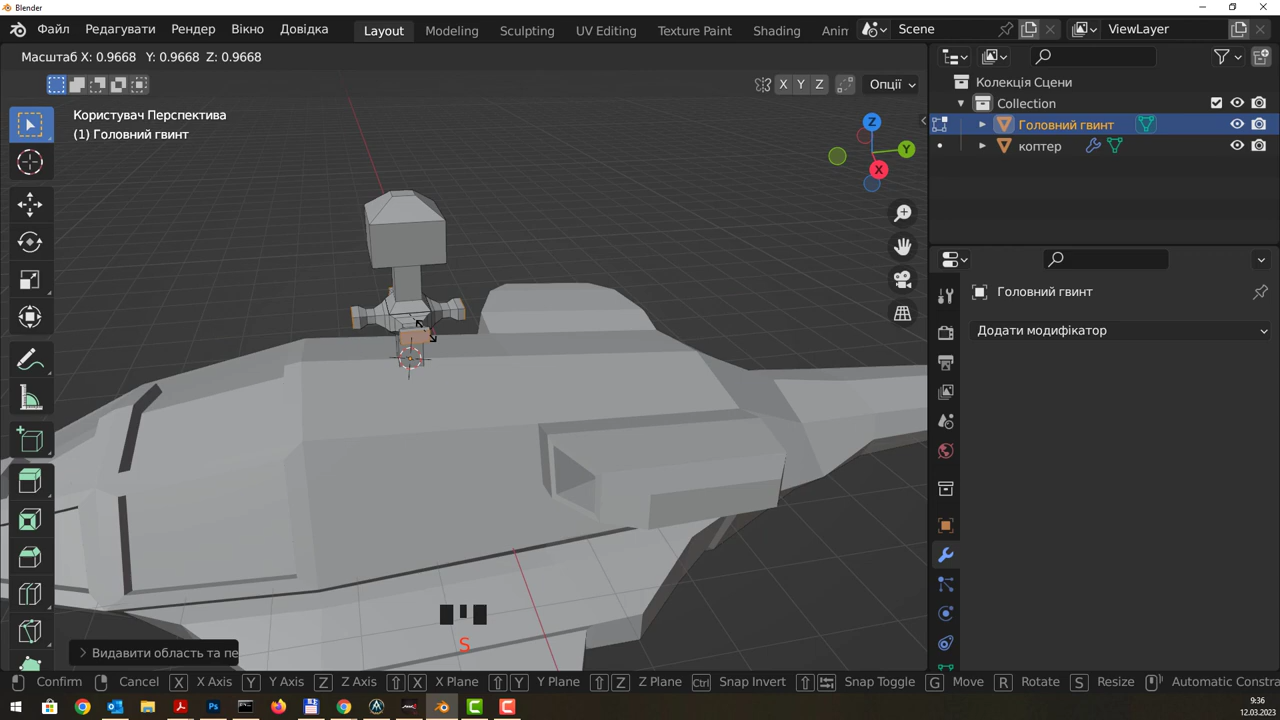 Blender
Файл Редагувати Рендер Вікно Довідка Layout Modeling Sculpting UV Editing Texture Paint Shading Anin Scene ViewLayer
Масштаб X: 0.9668 Y: 0.9668 Z: 0.9668
X Y Z Опції
Користувач Перспектива
(1) Головний гвинт
Z
Y
X
Колекція Сцени
Collection
Головний гвинт
коптер
Головний гвинт
Додати модифікатор
S
Видавити область та пе
Confirm Cancel X X Axis Y Y Axis Z Z Axis X X Plane Y Y Plane Z Z Plane Ctrl Snap Invert Snap Toggle G Move R Rotate S Resize Automatic Constra
9:36
12.03.2023